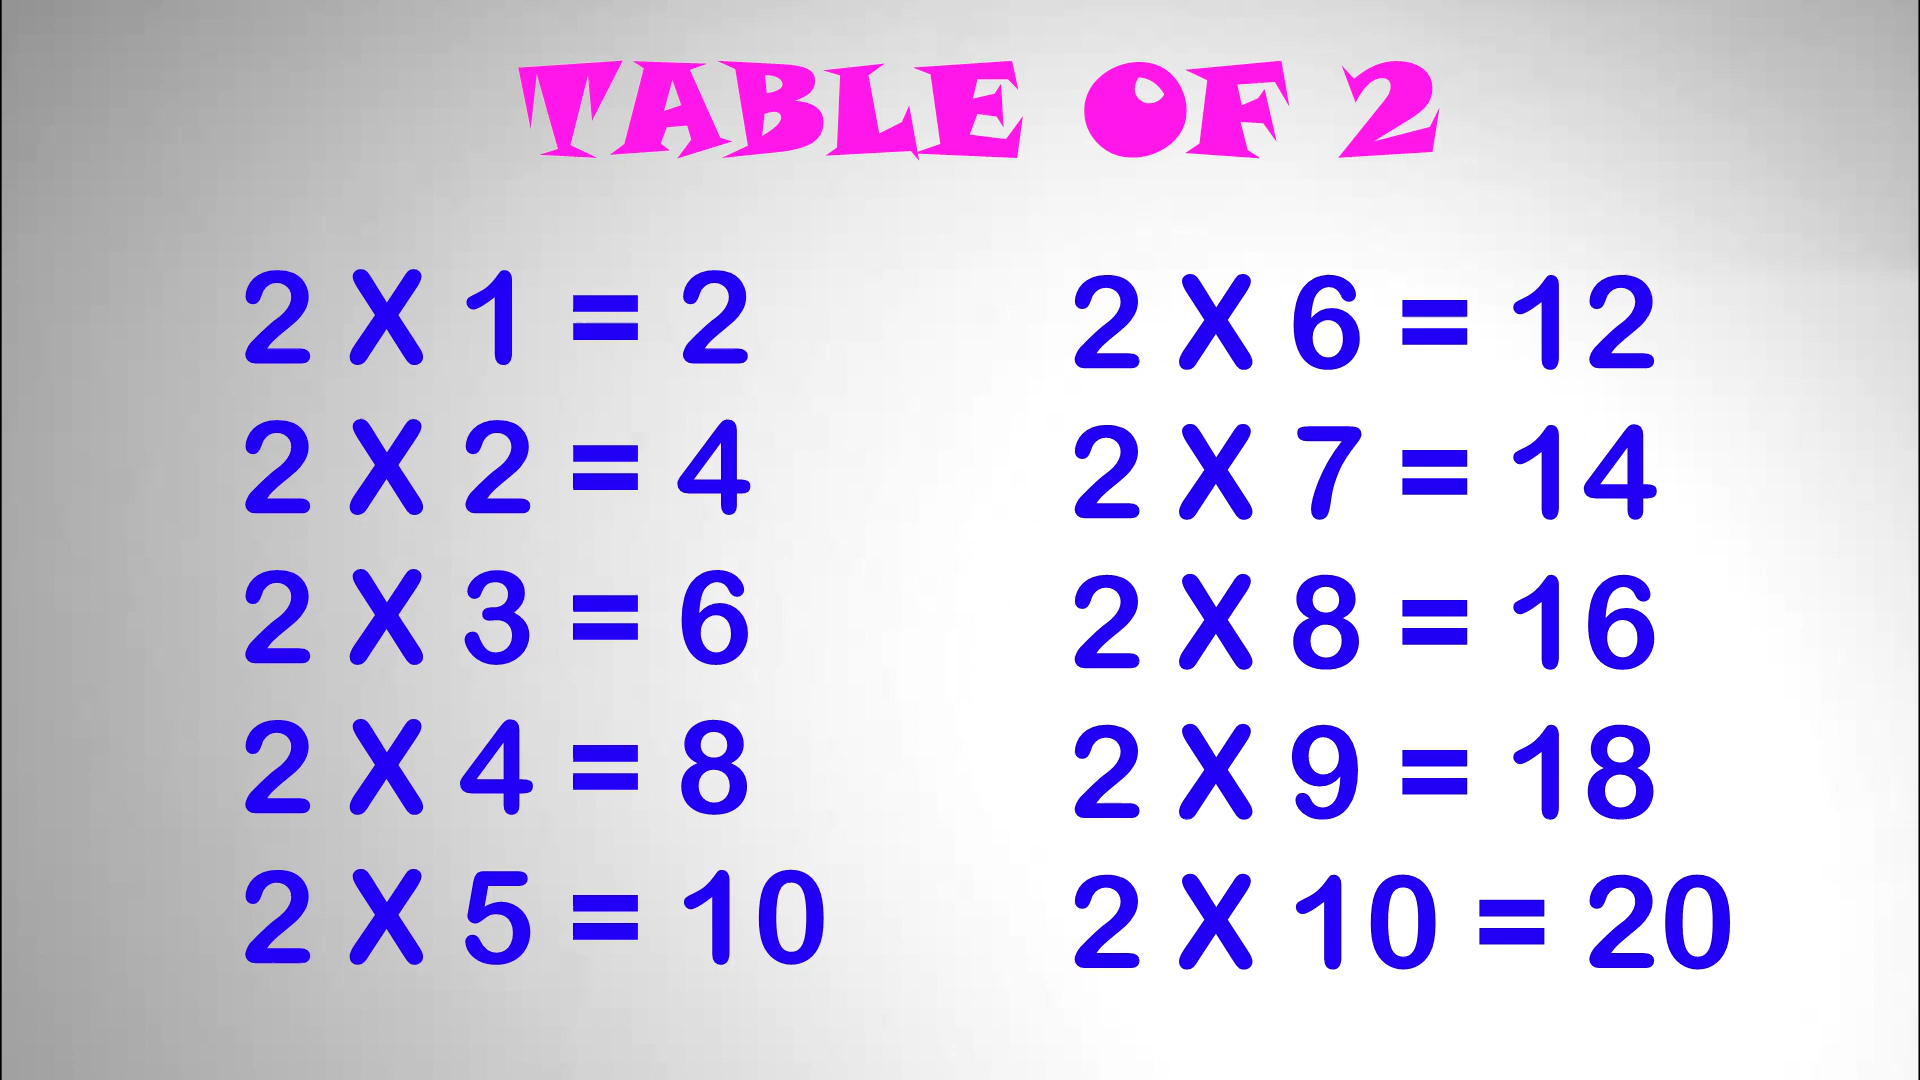 TABLE OF 2
2 X 1 = 2
2 X 2 = 4
2 X 3 = 6
2 X 4 = 8
2 X 5 = 10
2 X 6 = 12
2 X 7 = 14
2 X 8 = 16
2 X 9 = 18
2 X 10 = 20